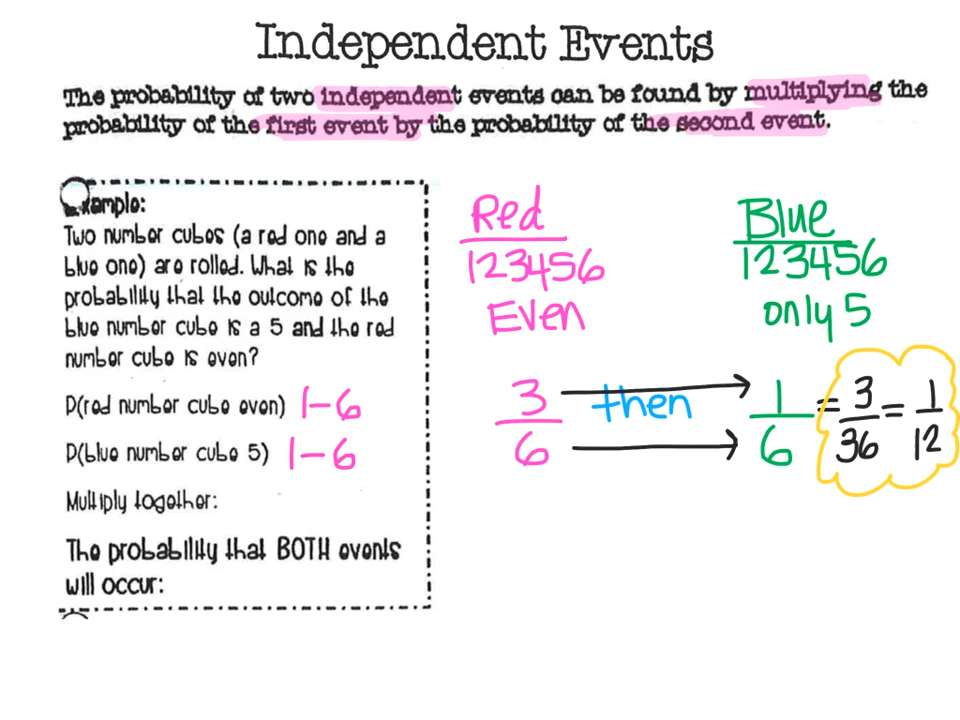 Independent Events
The probability of two independent events can be found by multiplying the
probability of the first event by the probability of the second event.
Example:
Two number cubes (a red one and a
blue one) are rolled. What is the
probability that the outcome of the
blue number cube is a 5 and the red
number cube is even?
P(red number cube even) 1-6
P(blue number cube 5) 1-6
Multiply together:
The probability that BOTH events
will occur:
Red
123456
Even
Blue
123456
only 5
3/6 then 1/6 = 3/36 = 1/12